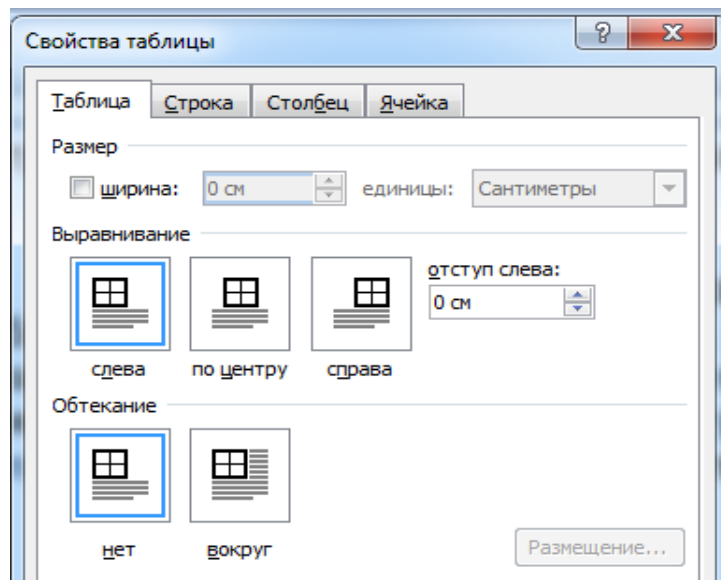 Свойства таблицы
?
Таблица Строка Столбец Ячейка
Размер
ширина: 0 см единицы: Сантиметры
Выравнивание
отступ слева:
0 см
слева по центру справа
Обтекание
нет вокруг
Размещение...